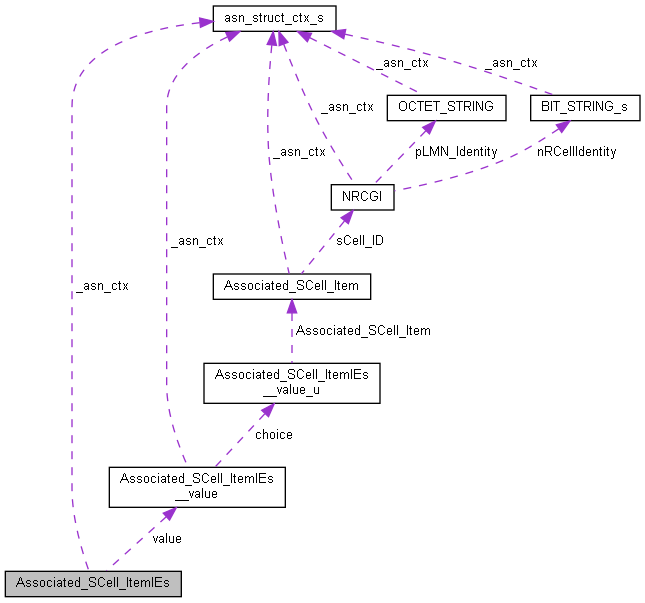 asn_struct_ctx_s
_asn_ctx
_asn_ctx
OCTET_STRING
BIT_STRING_s
_asn_ctx
_asn_ctx
pLMN_Identity
nRCellIdentity
NRCGI
_asn_ctx
sCell_ID
_asn_ctx
Associated_SCell_Item
Associated_SCell_Item
Associated_SCell_ItemIEs
__value_u
choice
Associated_SCell_ItemIEs
__value
value
Associated_SCell_ItemIEs